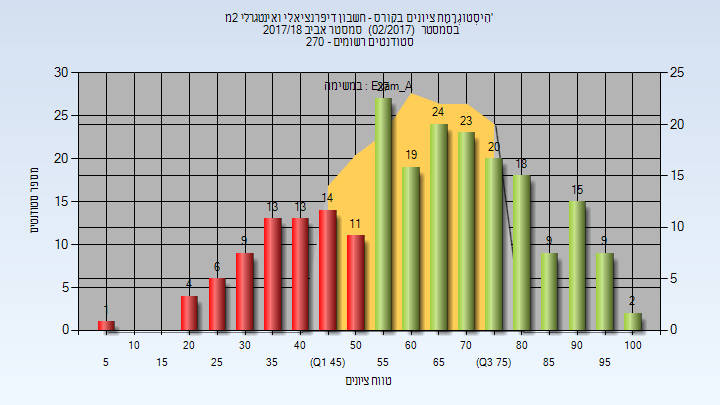 הִיסְטוֹגְרָמַת ציונים בקורס - חשבון דיפרנציאלי ואינטגרלי 2מ'
בסמסטר (02/2017) סמסטר אביב 2017/18
סטודנטים רשומים - 270
במשימה : Exam_A
מספר סטודנטים
30 25 20 15 10 5 0
25 20 15 10 5 0
1 4 6 9 13 13 14 11 27 19 24 23 20 18 9 15 9 2
10 20 30 40 50 60 70 80 90 100
5 15 25 35 (Q1 45) 55 65 (Q3 75) 85 95
טווח ציונים